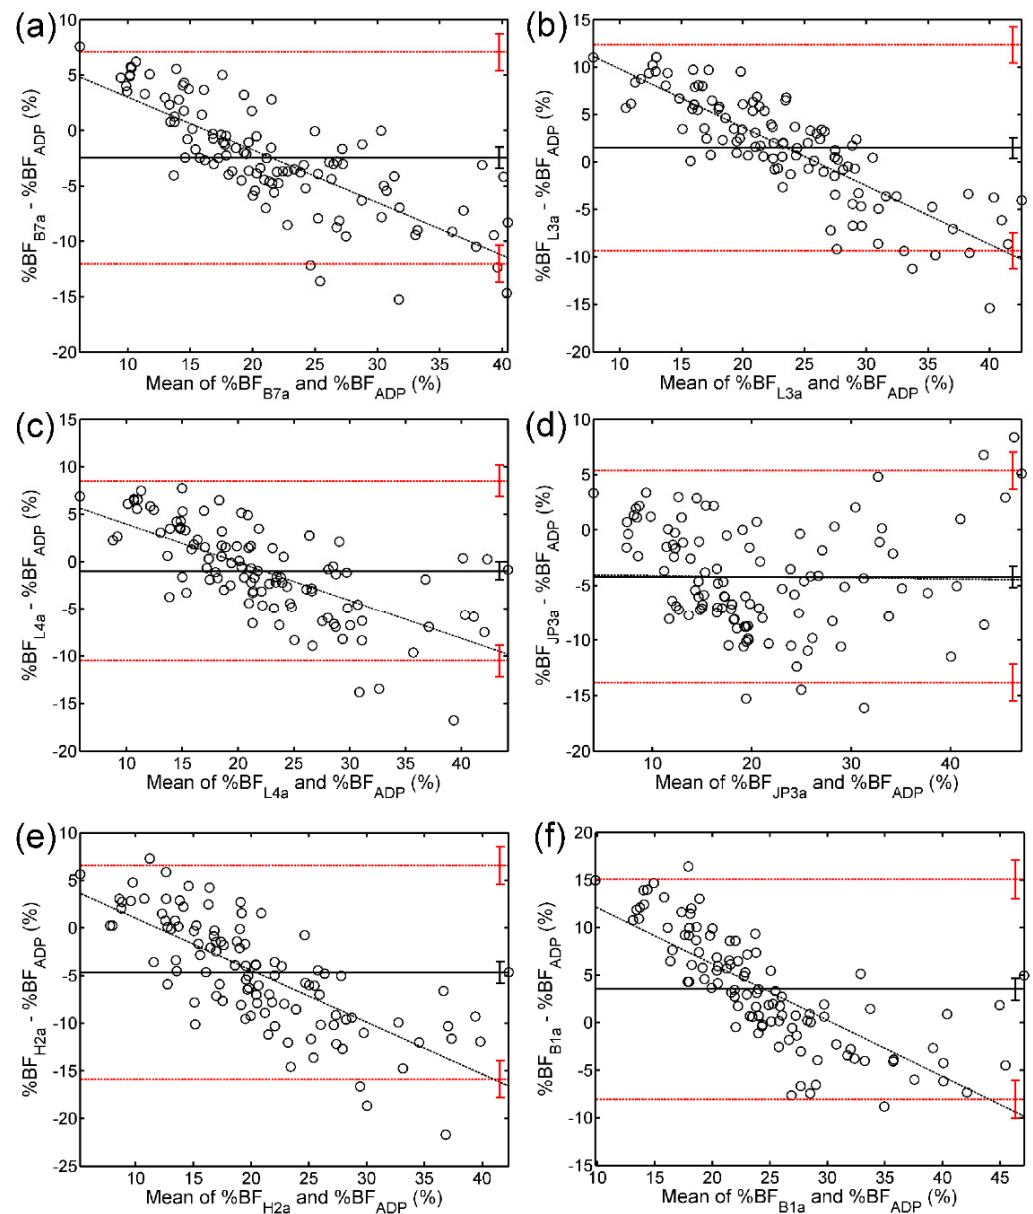 (a)
10
5
0
-5
-10
-15
-20
10 15 20 25 30 35 40
%BF_B7a - %BF_ADP (%)
Mean of %BF_B7a and %BF_ADP (%)
(b)
15
10
5
0
-5
-10
-15
-20
10 15 20 25 30 35 40
%BF_L3a - %BF_ADP (%)
Mean of %BF_L3a and %BF_ADP (%)
(c)
15
10
5
0
-5
-10
-15
-20
10 15 20 25 30 35 40
%BF_L4a - %BF_ADP (%)
Mean of %BF_L4a and %BF_ADP (%)
(d)
10
5
0
-5
-10
-15
-20
10 15 20 25 30 35 40 45
%BF_JP3a - %BF_ADP (%)
Mean of %BF_JP3a and %BF_ADP (%)
(e)
10
5
0
-5
-10
-15
-20
-25
10 15 20 25 30 35 40
%BF_H2a - %BF_ADP (%)
Mean of %BF_H2a and %BF_ADP (%)
(f)
20
15
10
5
0
-5
-10
-15
10 15 20 25 30 35 40 45
%BF_B1a - %BF_ADP (%)
Mean of %BF_B1a and %BF_ADP (%)